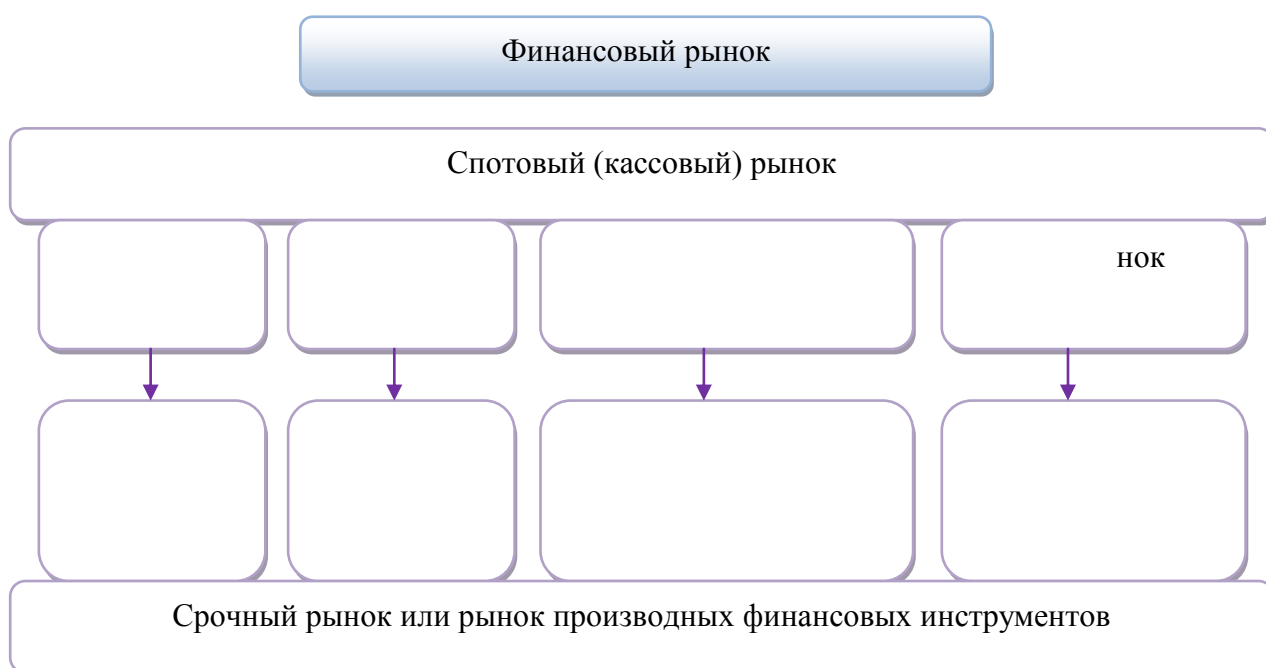 Финансовый рынок
Спотовый (кассовый) рынок
нок
Срочный рынок или рынок производных финансовых инструментов